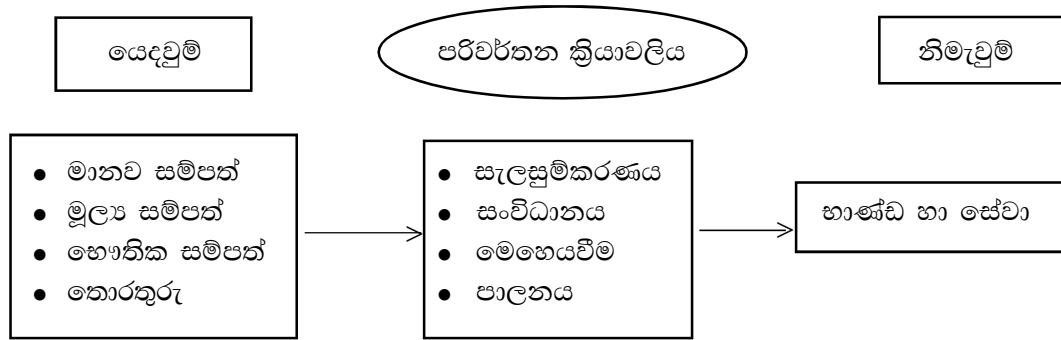 යෙදවුම්
පරිවර්තන ක්‍රියාවලිය
නිමැවුම්
● මානව සම්පත්
● මූල්‍ය සම්පත්
● භෞතික සම්පත්
● තොරතුරු
● සැලසුම්කරණය
● සංවිධානය
● මෙහෙයවීම
● පාලනය
භාණ්ඩ හා සේවා